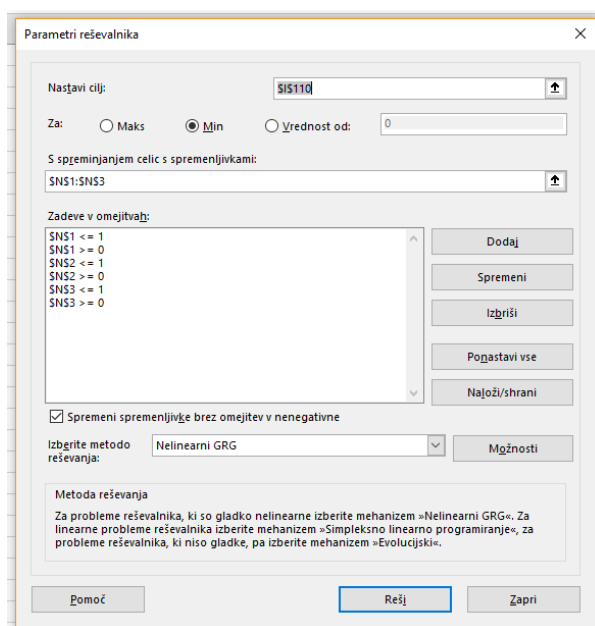 Parametri reševalnika
Nastavi cilj:
$I$110
Za:
Maks
Min
Vrednost od:
0
S spreminjanjem celic s spremenljivkami:
$N$1:$N$3
Zadeve v omejitvah:
$N$1 <= 1
$N$1 >= 0
$N$2 <= 1
$N$2 >= 0
$N$3 <= 1
$N$3 >= 0
Dodaj
Spremeni
Izbriši
Ponastavi vse
Naloži/shrani
Spremeni spremenljivke brez omejitev v nenegativne
Izberite metodo
reševanja:
Nelinearni GRG
Možnosti
Metoda reševanja
Za probleme reševalnika, ki so gladko nelinearne izberite mehanizem »Nelinearni GRG«. Za
linearne probleme reševalnika izberite mehanizem »Simpleksno linearno programiranje«, za
probleme reševalnika, ki niso gladke, pa izberite mehanizem »Evolucijski«.
Pomoč
Reši
Zapri